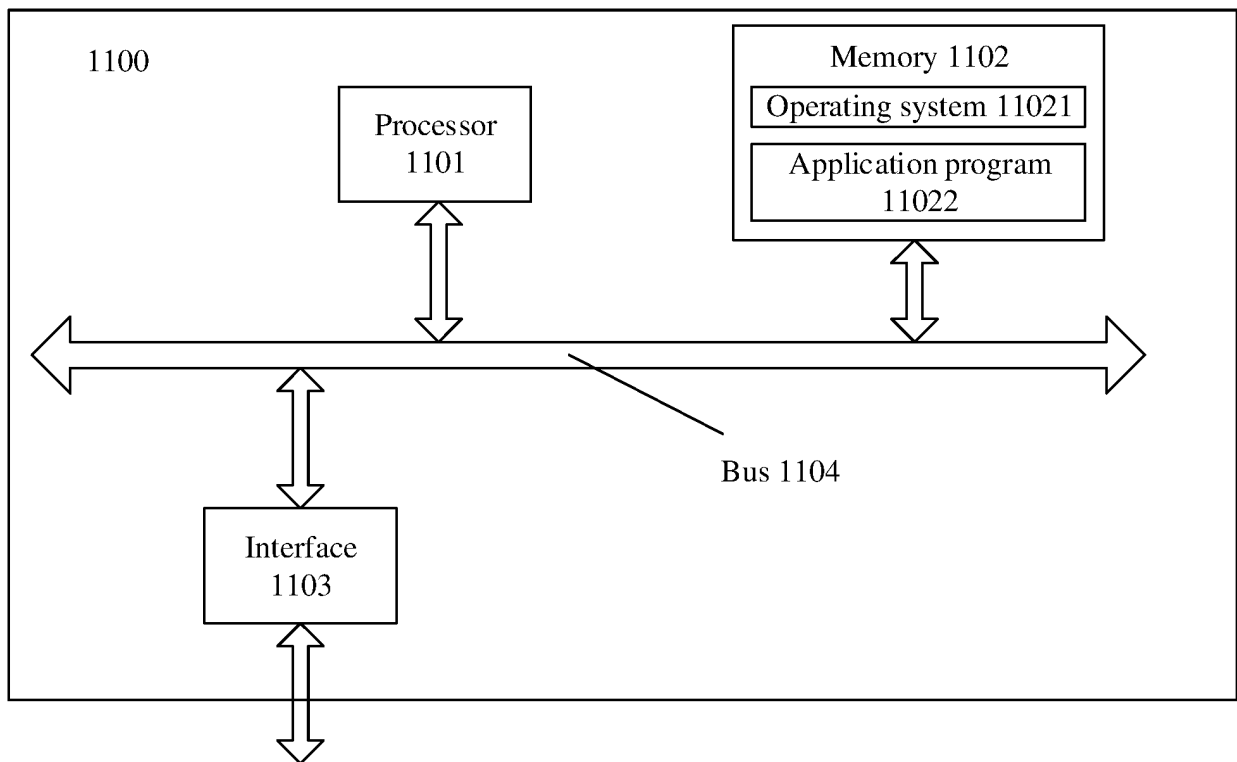 1100
Processor
1101
Memory 1102
Operating system 11021
Application program
11022
Bus 1104
Interface
1103